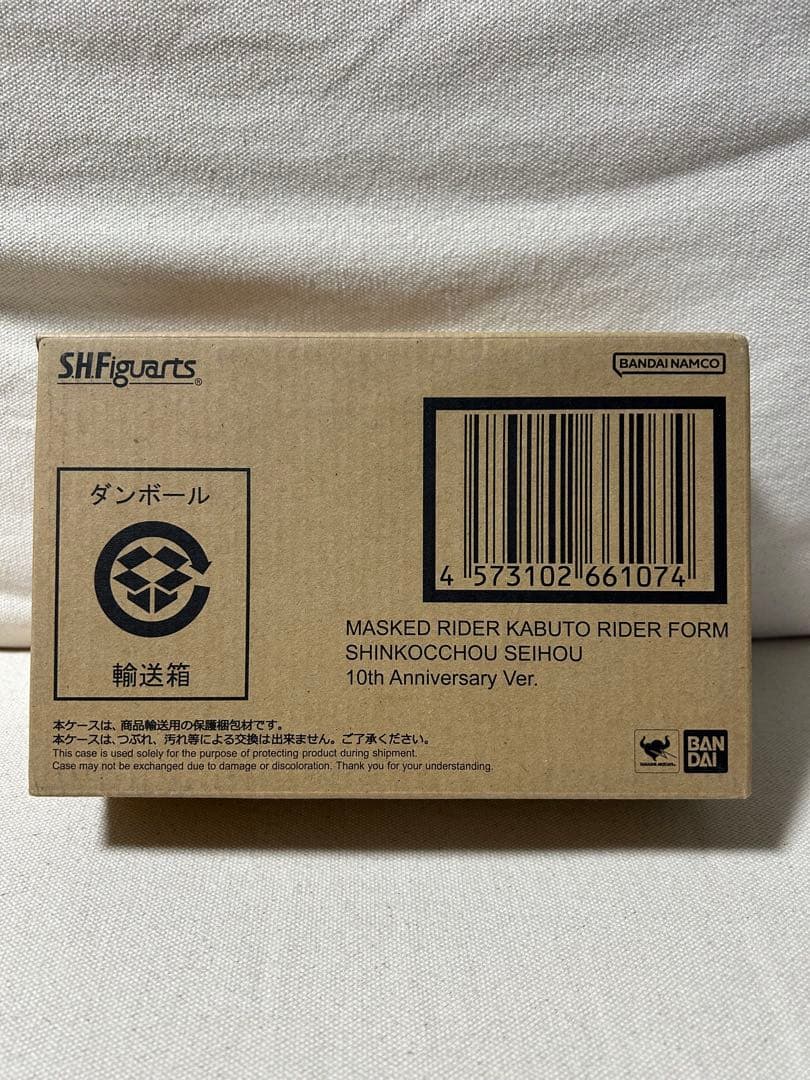 S.H.Figuarts®
BANDAI NAMCO
4 573102 661074
ダンボール
輸送箱
MASKED RIDER KABUTO RIDER FORM
SHINKOCCHOU SEIHOU
10th Anniversary Ver.
本ケースは、商品輸送用の保護梱包材です。
本ケースは、つぶれ、汚れ等による交換は出来ません。ご了承ください。
This case is used solely for the purpose of protecting product during shipment.
Case may not be exchanged due to damage or discoloration. Thank you for your understanding.
BAN
DAI